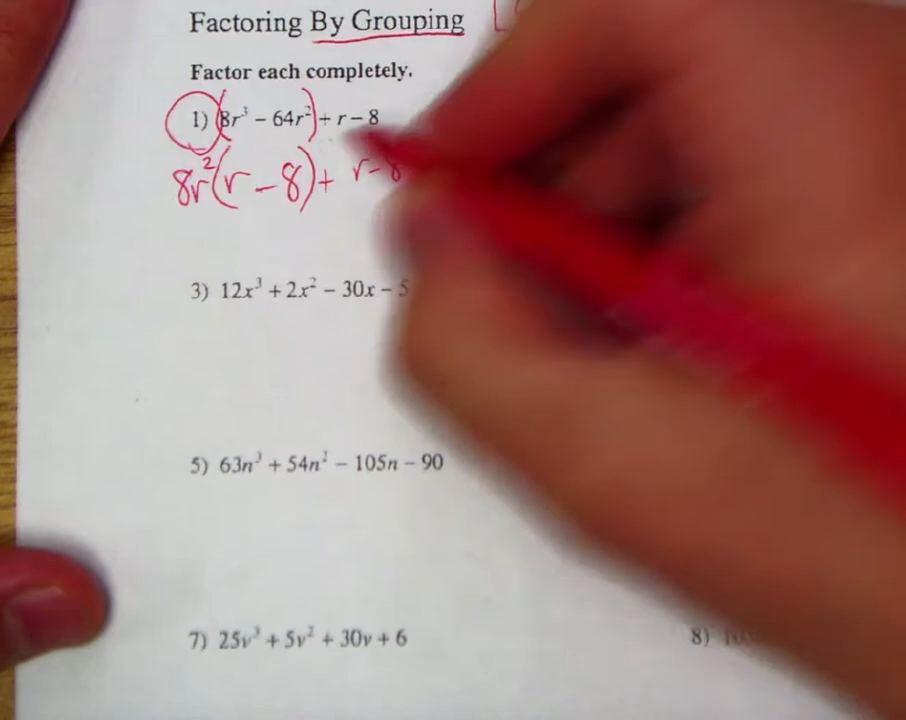 Factoring By Grouping
Factor each completely.
1) (8r³ − 64r²) + r − 8
8r²(r − 8) + r − 8
3) 12x³ + 2x² − 30x − 5
5) 63n³ + 54n² − 105n − 90
7) 25v³ + 5v² + 30v + 6
8)